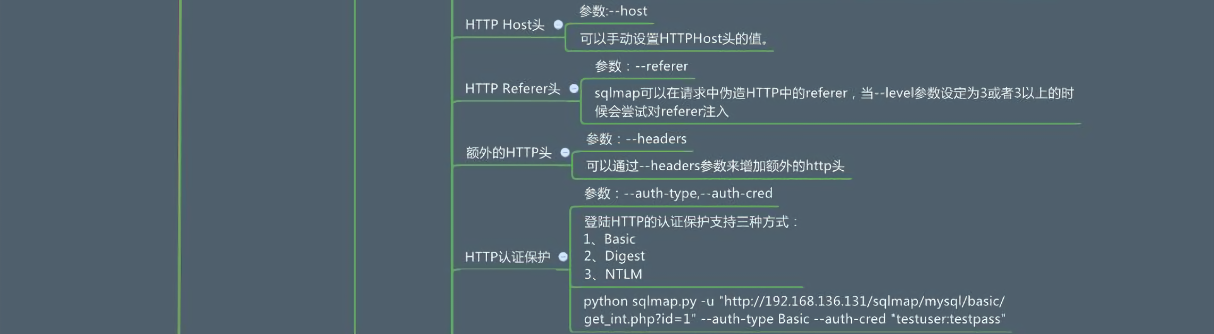 参数:--host
HTTP Host头
可以手动设置HTTPHost头的值。
参数：--referer
HTTP Referer头
sqlmap可以在请求中伪造HTTP中的referer，当--level参数设定为3或者3以上的时
候会尝试对referer注入
参数：--headers
额外的HTTP头
可以通过--headers参数来增加额外的http头
参数：--auth-type,--auth-cred
登陆HTTP的认证保护支持三种方式：
1、Basic
2、Digest
3、NTLM
HTTP认证保护
python sqlmap.py -u "http://192.168.136.131/sqlmap/mysql/basic/
get_int.php?id=1" --auth-type Basic --auth-cred "testuser:testpass"